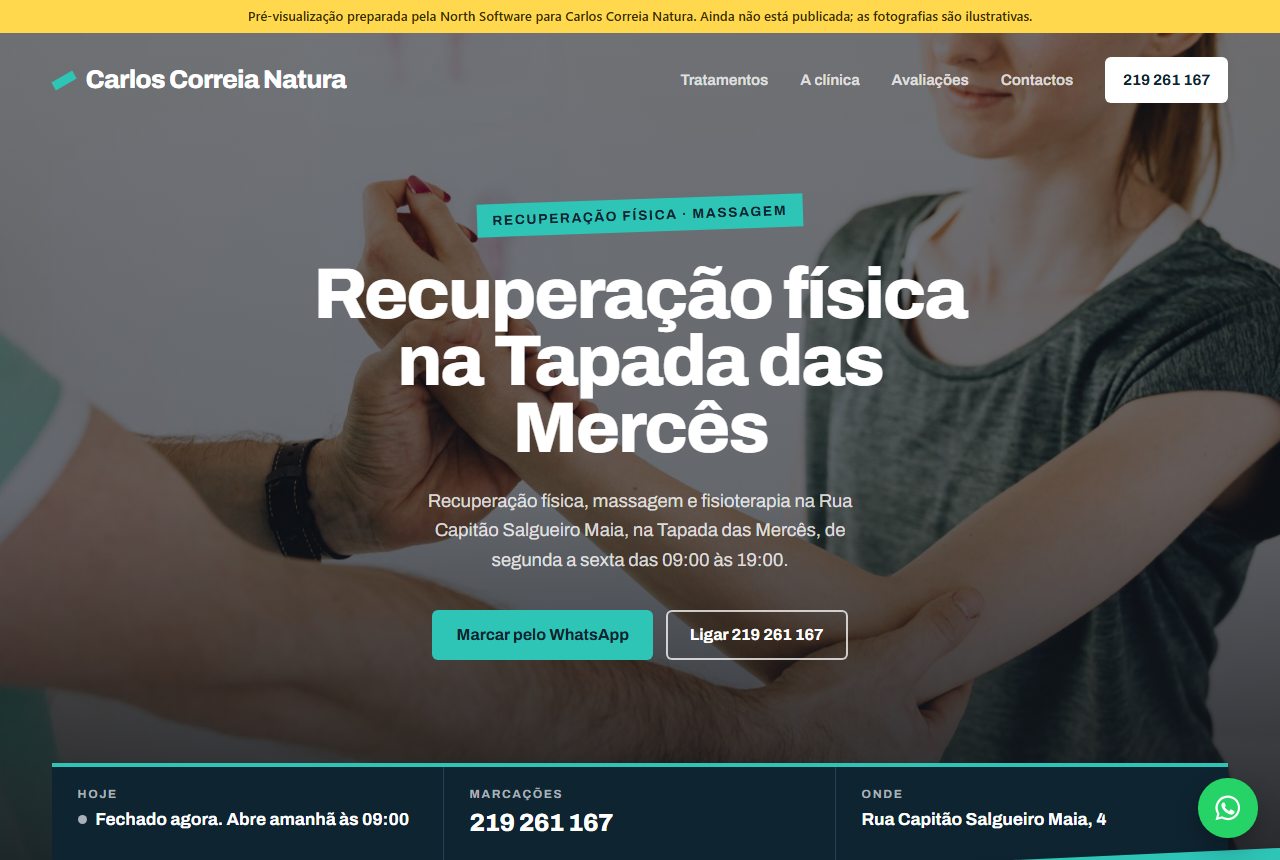 Pré-visualização preparada pela North Software para Carlos Correia Natura. Ainda não está publicada; as fotografias são ilustrativas.
Carlos Correia Natura
Tratamentos
A clínica
Avaliações
Contactos
219 261 167
RECUPERAÇÃO FÍSICA · MASSAGEM
Recuperação física
na Tapada das
Mercês
Recuperação física, massagem e fisioterapia na Rua
Capitão Salgueiro Maia, na Tapada das Mercês, de
segunda a sexta das 09:00 às 19:00.
Marcar pelo WhatsApp
Ligar 219 261 167
HOJE
Fechado agora. Abre amanhã às 09:00
MARCAÇÕES
219 261 167
ONDE
Rua Capitão Salgueiro Maia, 4